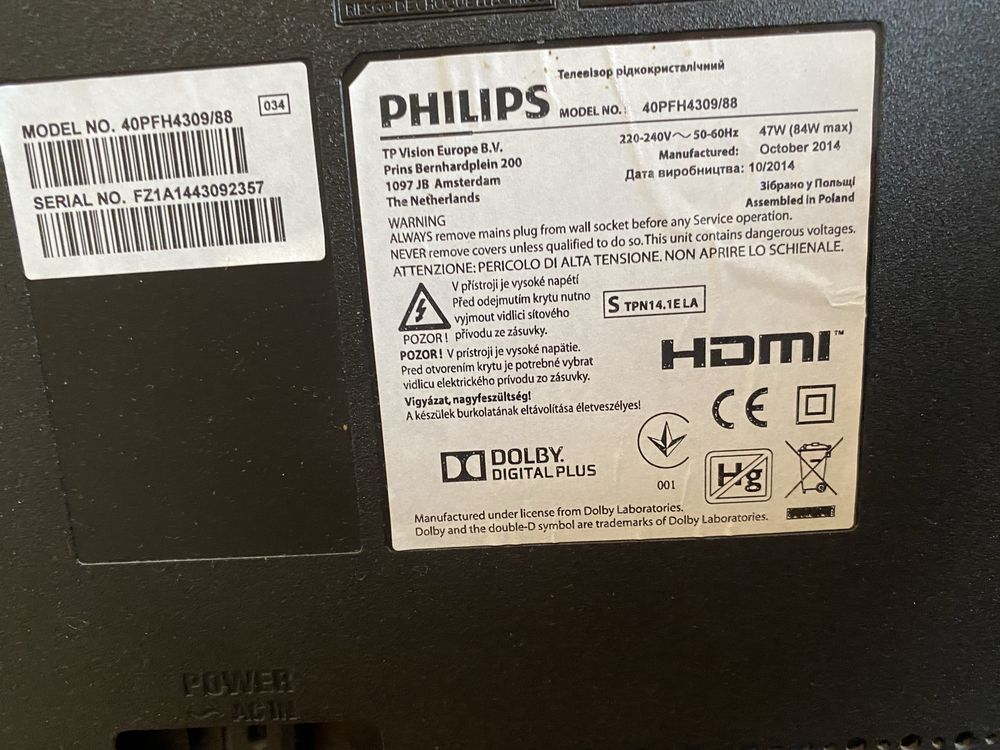 RIESGO DE CHOQUE ELECTRICO
034
MODEL NO. 40PFH4309/88
SERIAL NO. FZ1A1443092357
Телевізор рідкокристалічний
PHILIPS MODEL NO.: 40PFH4309/88
TP Vision Europe B.V.
Prins Bernhardplein 200
1097 JB Amsterdam
The Netherlands
220-240V～50-60Hz 47W (84W max)
Manufactured: October 2014
Дата виробництва: 10/2014
Зібрано у Польщі
Assembled in Poland
WARNING
ALWAYS remove mains plug from wall socket before any Service operation.
NEVER remove covers unless qualified to do so. This unit contains dangerous voltages.
ATTENZIONE: PERICOLO DI ALTA TENSIONE. NON APRIRE LO SCHIENALE.
V přístroji je vysoké napětí
Před odejmutím krytu nutno
vyjmout vidlici síťového
POZOR! přívodu ze zásuvky.
S TPN14.1E LA
POZOR! V prístroji je vysoké napätie.
Pred otvorením krytu je potrebné vybrat
vidlicu elektrického prívodu zo zásuvky.
Vigyázat, nagyfeszültség!
A készülek burkolatának eltávolítása életveszélyes!
HDMI™
CE
001
Hg
DOLBY.
DIGITAL PLUS
Manufactured under license from Dolby Laboratories.
Dolby and the double-D symbol are trademarks of Dolby Laboratories.
POWER
～ AC IN